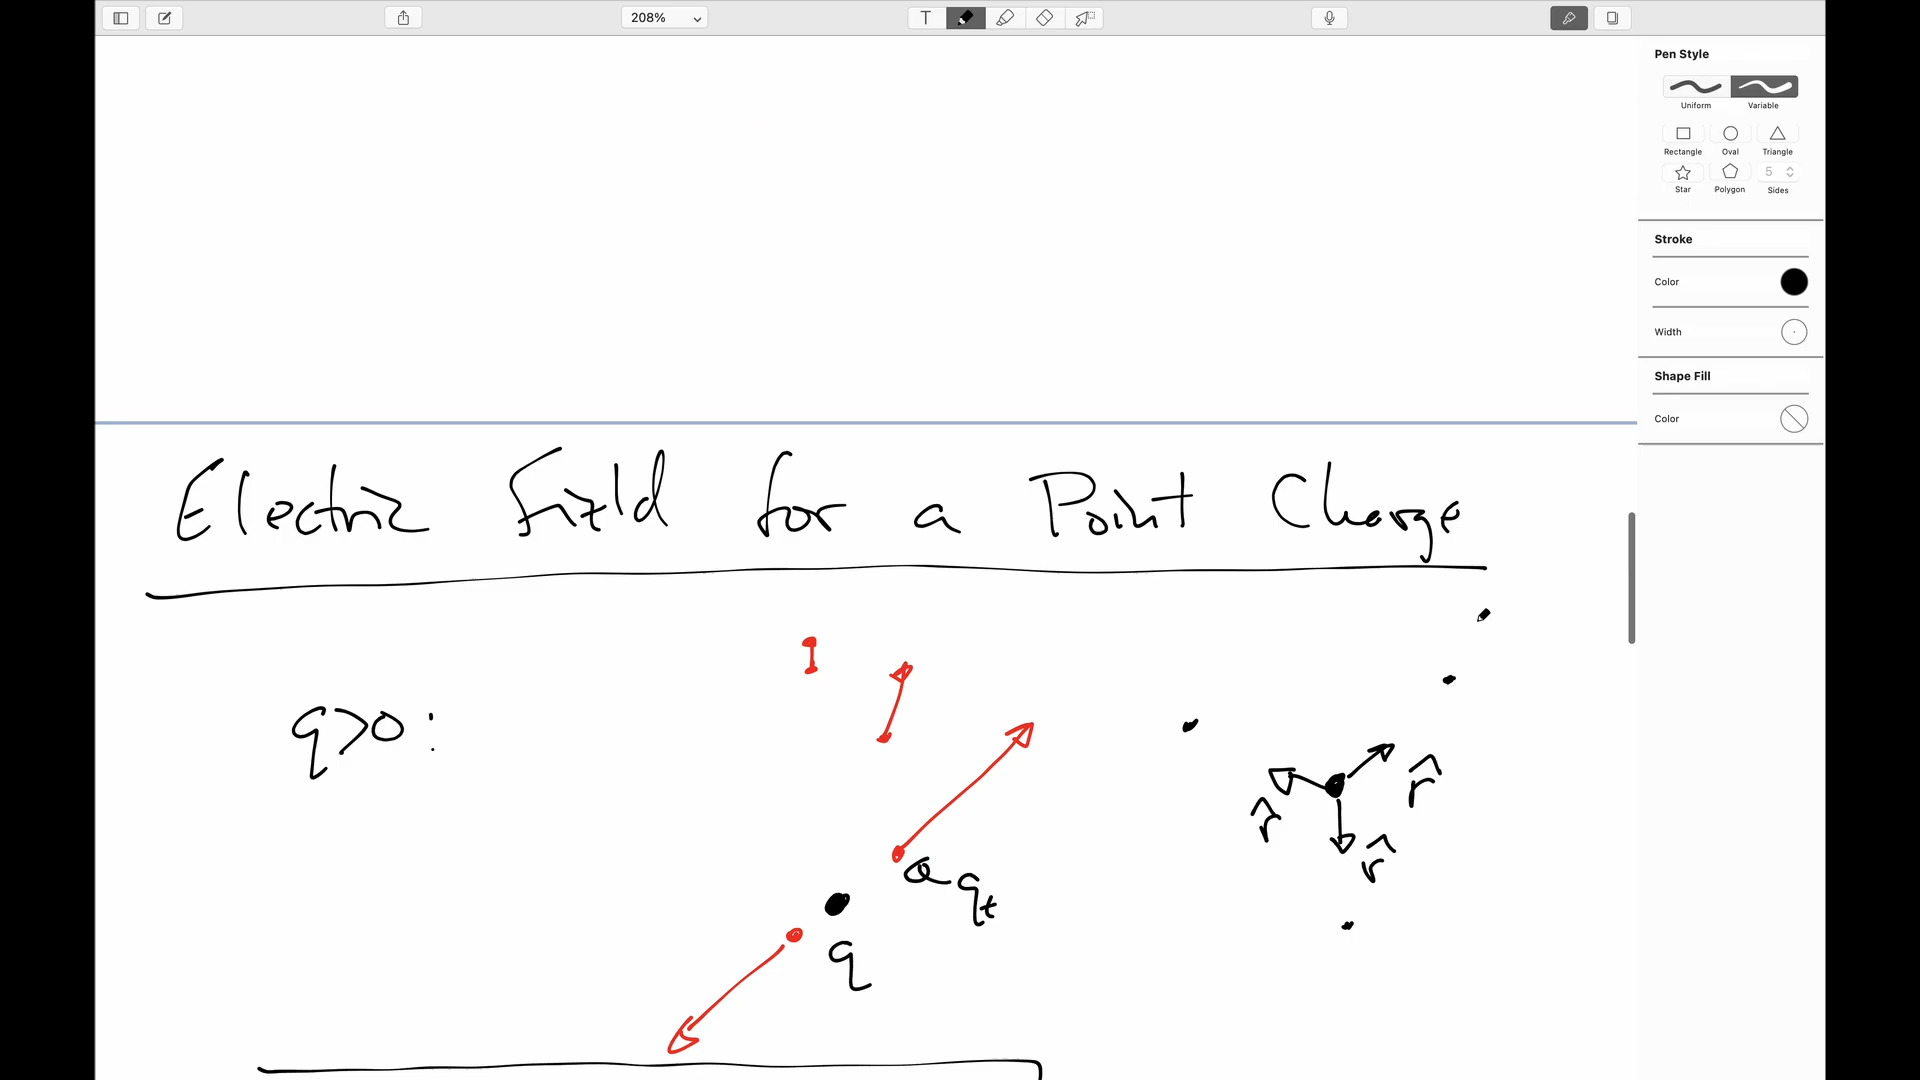 208%
T
Pen Style
Uniform Variable
Rectangle Oval Triangle
5
Star Polygon Sides
Stroke
Color
Width
Shape Fill
Color
Electric Field for a Point Charge
q>0:
r̂
r̂
r̂
qt
q